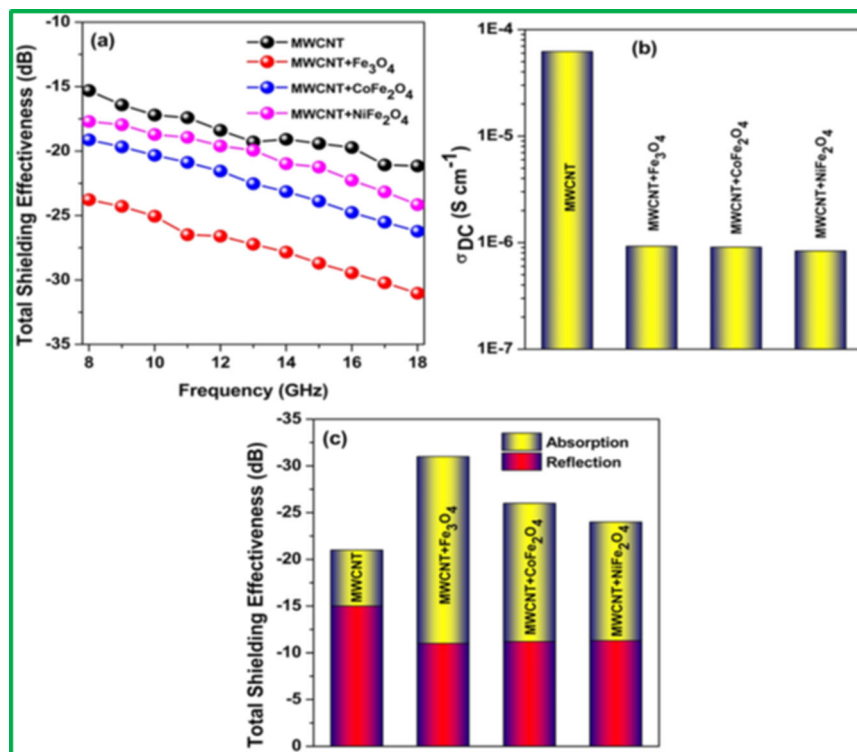 -10
-15
-20
-25
-30
-35
Total Shielding Effectiveness (dB)
(a)
MWCNT
MWCNT+Fe₃O₄
MWCNT+CoFe₂O₄
MWCNT+NiFe₂O₄
8 10 12 14 16 18
Frequency (GHz)
1E-4
1E-5
1E-6
1E-7
σDC (S cm⁻¹)
(b)
MWCNT
MWCNT+Fe₃O₄
MWCNT+CoFe₂O₄
MWCNT+NiFe₂O₄
-35
-30
-25
-20
-15
-10
-5
0
Total Shielding Effectiveness (dB)
(c)
Absorption
Reflection
MWCNT
MWCNT+Fe₃O₄
MWCNT+CoFe₂O₄
MWCNT+NiFe₂O₄